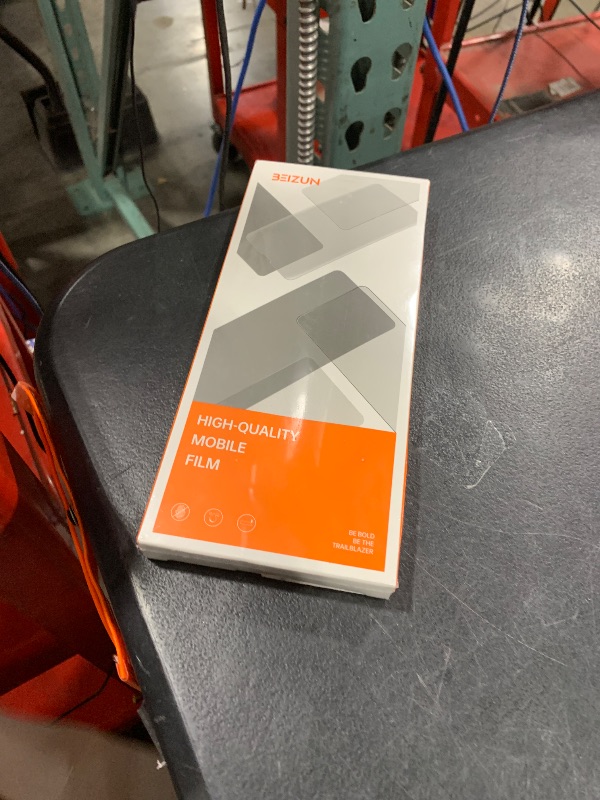 BEIZUN
HIGH-QUALITY
MOBILE
FILM
BE BOLD
BE THE
TRAILBLAZER